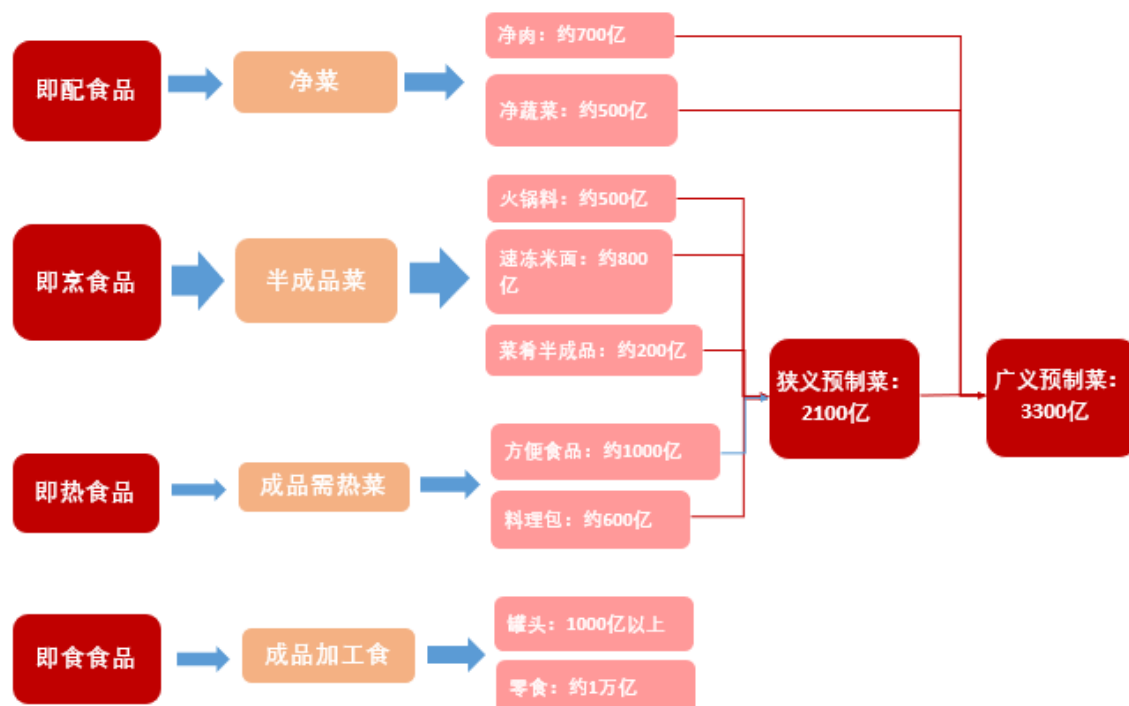 即配食品
净菜
净肉：约700亿
净蔬菜：约500亿
即烹食品
半成品菜
火锅料：约500亿
速冻米面：约800
亿
菜肴半成品：约200亿
即热食品
成品需热菜
方便食品：约1000亿
料理包：约600亿
狭义预制菜：
2100亿
广义预制菜：
3300亿
即食食品
成品加工食
罐头：1000亿以上
零食：约1万亿